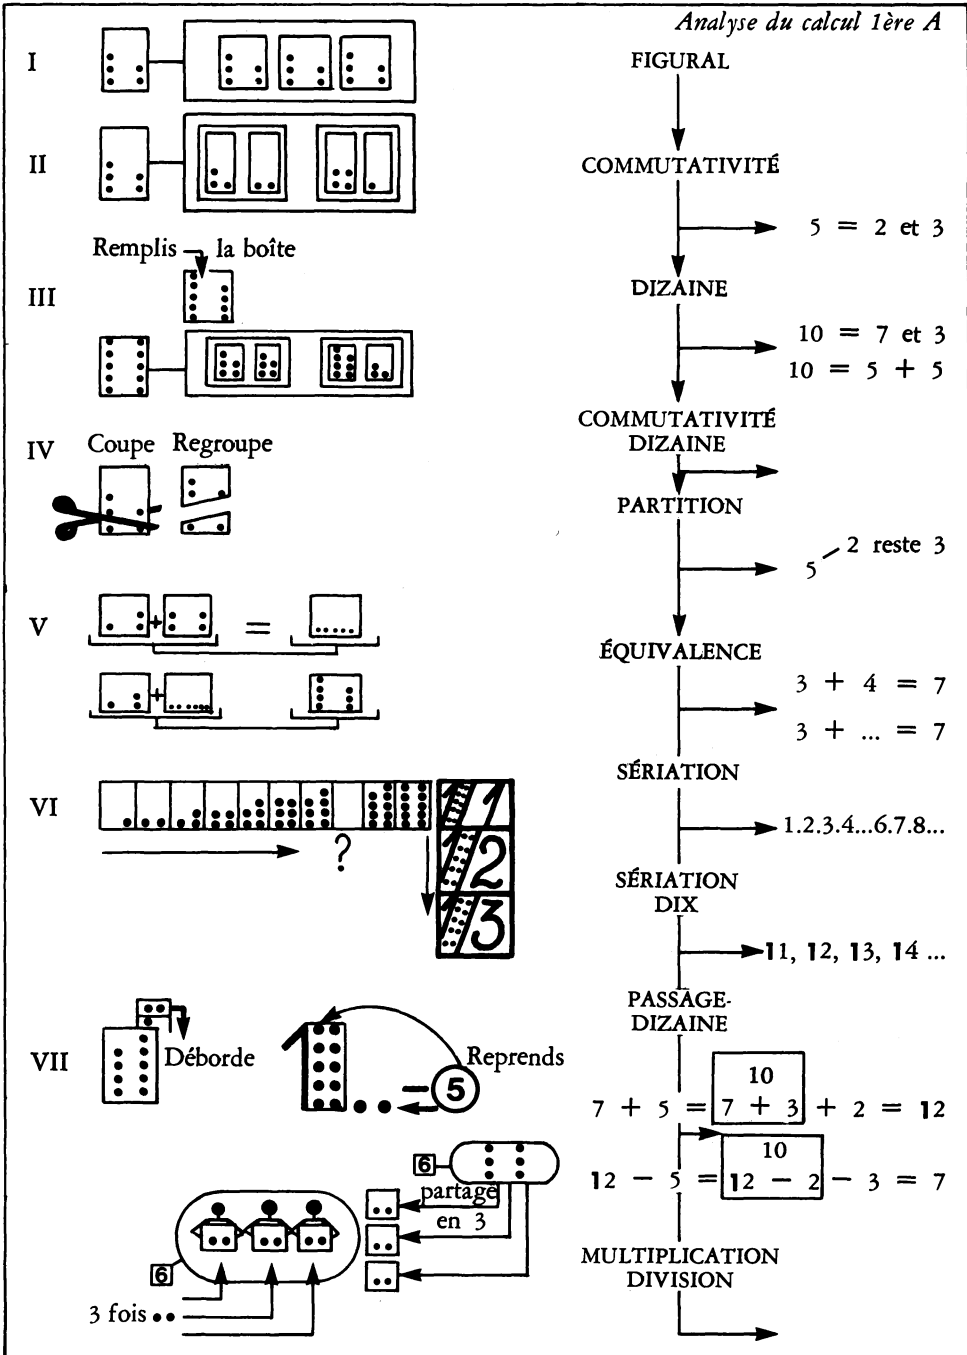 Analyse du calcul 1ère A
I
FIGURAL
II
COMMUTATIVITÉ
5 = 2 et 3
Remplis la boîte
III
DIZAINE
10 = 7 et 3
10 = 5 + 5
COMMUTATIVITÉ
DIZAINE
IV Coupe Regroupe
PARTITION
2 reste 3
5
V + =
ÉQUIVALENCE
+
3 + 4 = 7
3 + ... = 7
SÉRIATION
VI
1
2
3
?
1.2.3.4...6.7.8...
SÉRIATION
DIX
11, 12, 13, 14 ...
PASSAGE-
DIZAINE
VII Déborde
1
Reprends
– 5
10
7 + 5 = 7 + 3 + 2 = 12
10
12 – 5 = 12 – 2 – 3 = 7
6
partage
en 3
6
3 fois ••
MULTIPLICATION
DIVISION